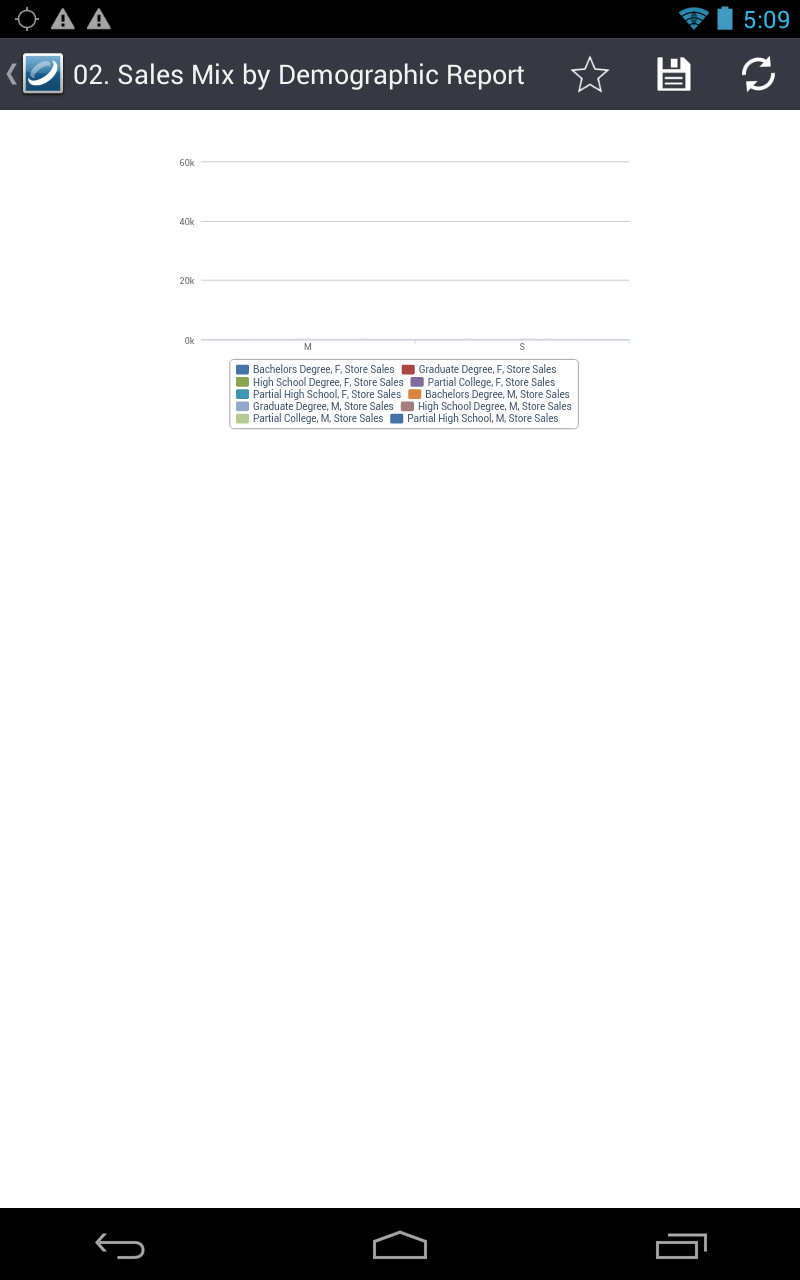 5:09
02. Sales Mix by Demographic Report
60k
40k
20k
0k
M S
Bachelors Degree, F, Store Sales Graduate Degree, F, Store Sales
High School Degree, F, Store Sales Partial College, F, Store Sales
Partial High School, F, Store Sales Bachelors Degree, M, Store Sales
Graduate Degree, M, Store Sales High School Degree, M, Store Sales
Partial College, M, Store Sales Partial High School, M, Store Sales